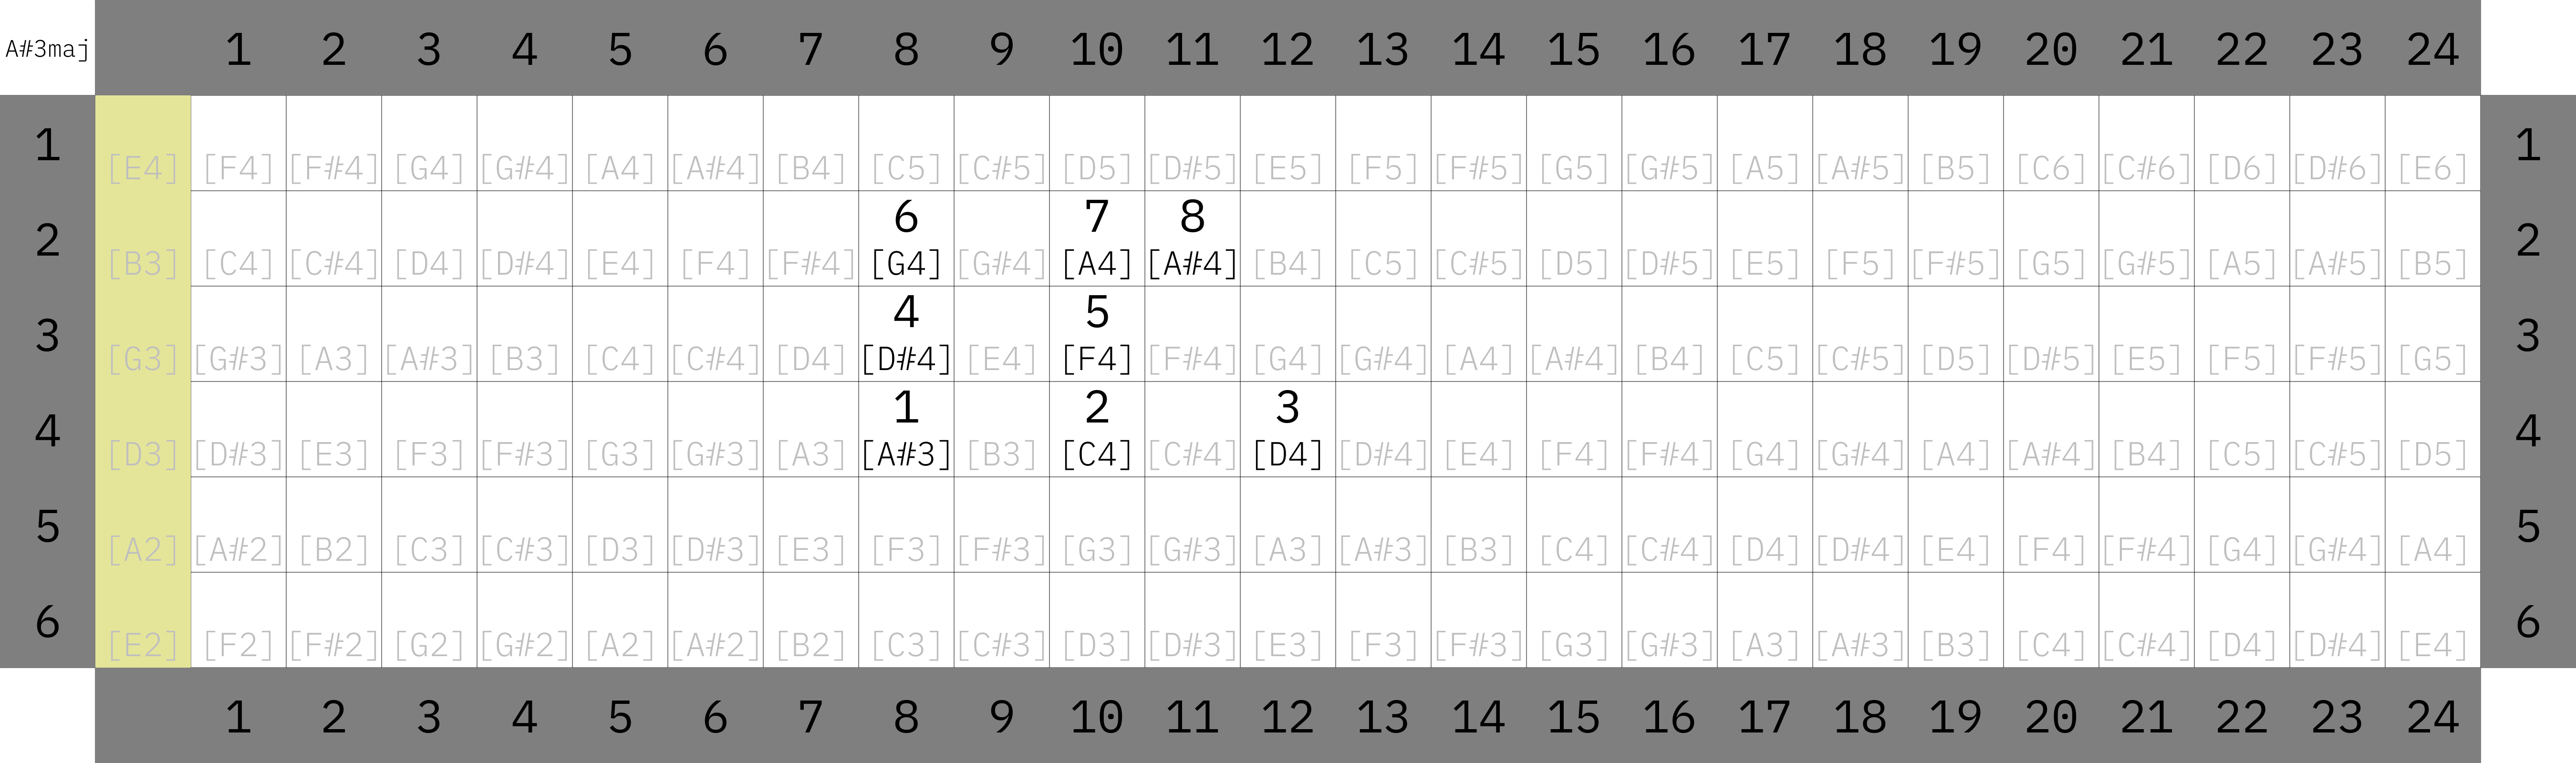 A#3maj 1 2 3 4 5 6 7 8 9 10 11 12 13 14 15 16 17 18 19 20 21 22 23 24
1 [E4] [F4] [F#4] [G4] [G#4] [A4] [A#4] [B4] [C5] [C#5] [D5] [D#5] [E5] [F5] [F#5] [G5] [G#5] [A5] [A#5] [B5] [C6] [C#6] [D6] [D#6] [E6] 1
6 7 8
2 [B3] [C4] [C#4] [D4] [D#4] [E4] [F4] [F#4] [G4] [G#4] [A4] [A#4] [B4] [C5] [C#5] [D5] [D#5] [E5] [F5] [F#5] [G5] [G#5] [A5] [A#5] [B5] 2
4 5
3 [G3] [G#3] [A3] [A#3] [B3] [C4] [C#4] [D4] [D#4] [E4] [F4] [F#4] [G4] [G#4] [A4] [A#4] [B4] [C5] [C#5] [D5] [D#5] [E5] [F5] [F#5] [G5] 3
1 2 3
4 [D3] [D#3] [E3] [F3] [F#3] [G3] [G#3] [A3] [A#3] [B3] [C4] [C#4] [D4] [D#4] [E4] [F4] [F#4] [G4] [G#4] [A4] [A#4] [B4] [C5] [C#5] [D5] 4
5 [A2] [A#2] [B2] [C3] [C#3] [D3] [D#3] [E3] [F3] [F#3] [G3] [G#3] [A3] [A#3] [B3] [C4] [C#4] [D4] [D#4] [E4] [F4] [F#4] [G4] [G#4] [A4] 5
6 [E2] [F2] [F#2] [G2] [G#2] [A2] [A#2] [B2] [C3] [C#3] [D3] [D#3] [E3] [F3] [F#3] [G3] [G#3] [A3] [A#3] [B3] [C4] [C#4] [D4] [D#4] [E4] 6
1 2 3 4 5 6 7 8 9 10 11 12 13 14 15 16 17 18 19 20 21 22 23 24